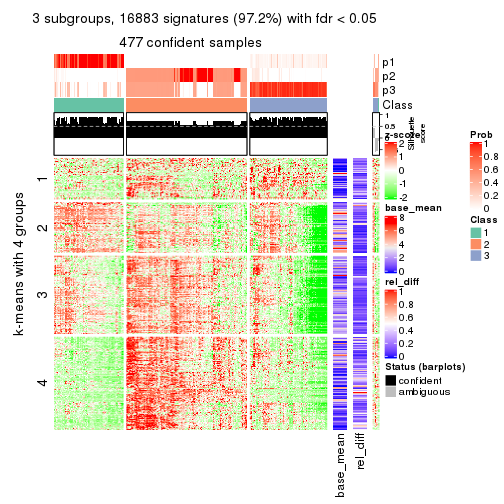 3 subgroups, 16883 signatures (97.2%) with fdr < 0.05
477 confident samples
p1
p2
p3
Class
1
0.5
0
Silhouette
score
k-means with 4 groups
1
2
3
4
base_mean
rel_diff
z-score
2
1
0
-1
-2
base_mean
8
6
4
2
0
rel_diff
1
0.8
0.6
0.4
0.2
0
Status (barplots)
confident
ambiguous
Prob
1
0.8
0.6
0.4
0.2
0
Class
1
2
3